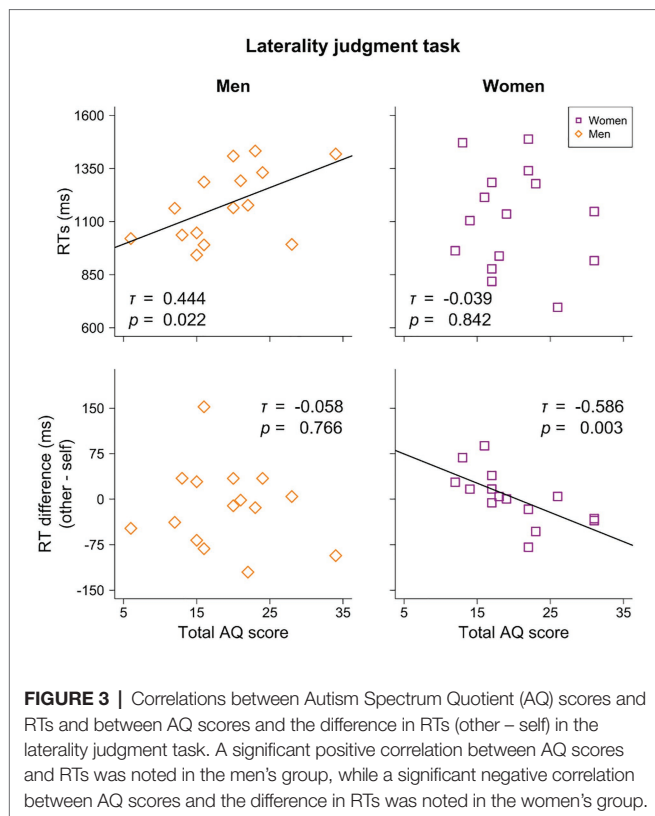 Laterality judgment task
Men
Women
1600
1350
1100
850
600
RTs (ms)
τ = 0.444
p = 0.022
Women
Men
τ = -0.039
p = 0.842
150
75
0
-75
-150
RT difference (ms)
(other - self)
τ = -0.058
p = 0.766
τ = -0.586
p = 0.003
5 15 25 35
5 15 25 35
Total AQ score
Total AQ score
FIGURE 3 | Correlations between Autism Spectrum Quotient (AQ) scores and
RTs and between AQ scores and the difference in RTs (other – self) in the
laterality judgment task. A significant positive correlation between AQ scores
and RTs was noted in the men's group, while a significant negative correlation
between AQ scores and the difference in RTs was noted in the women's group.